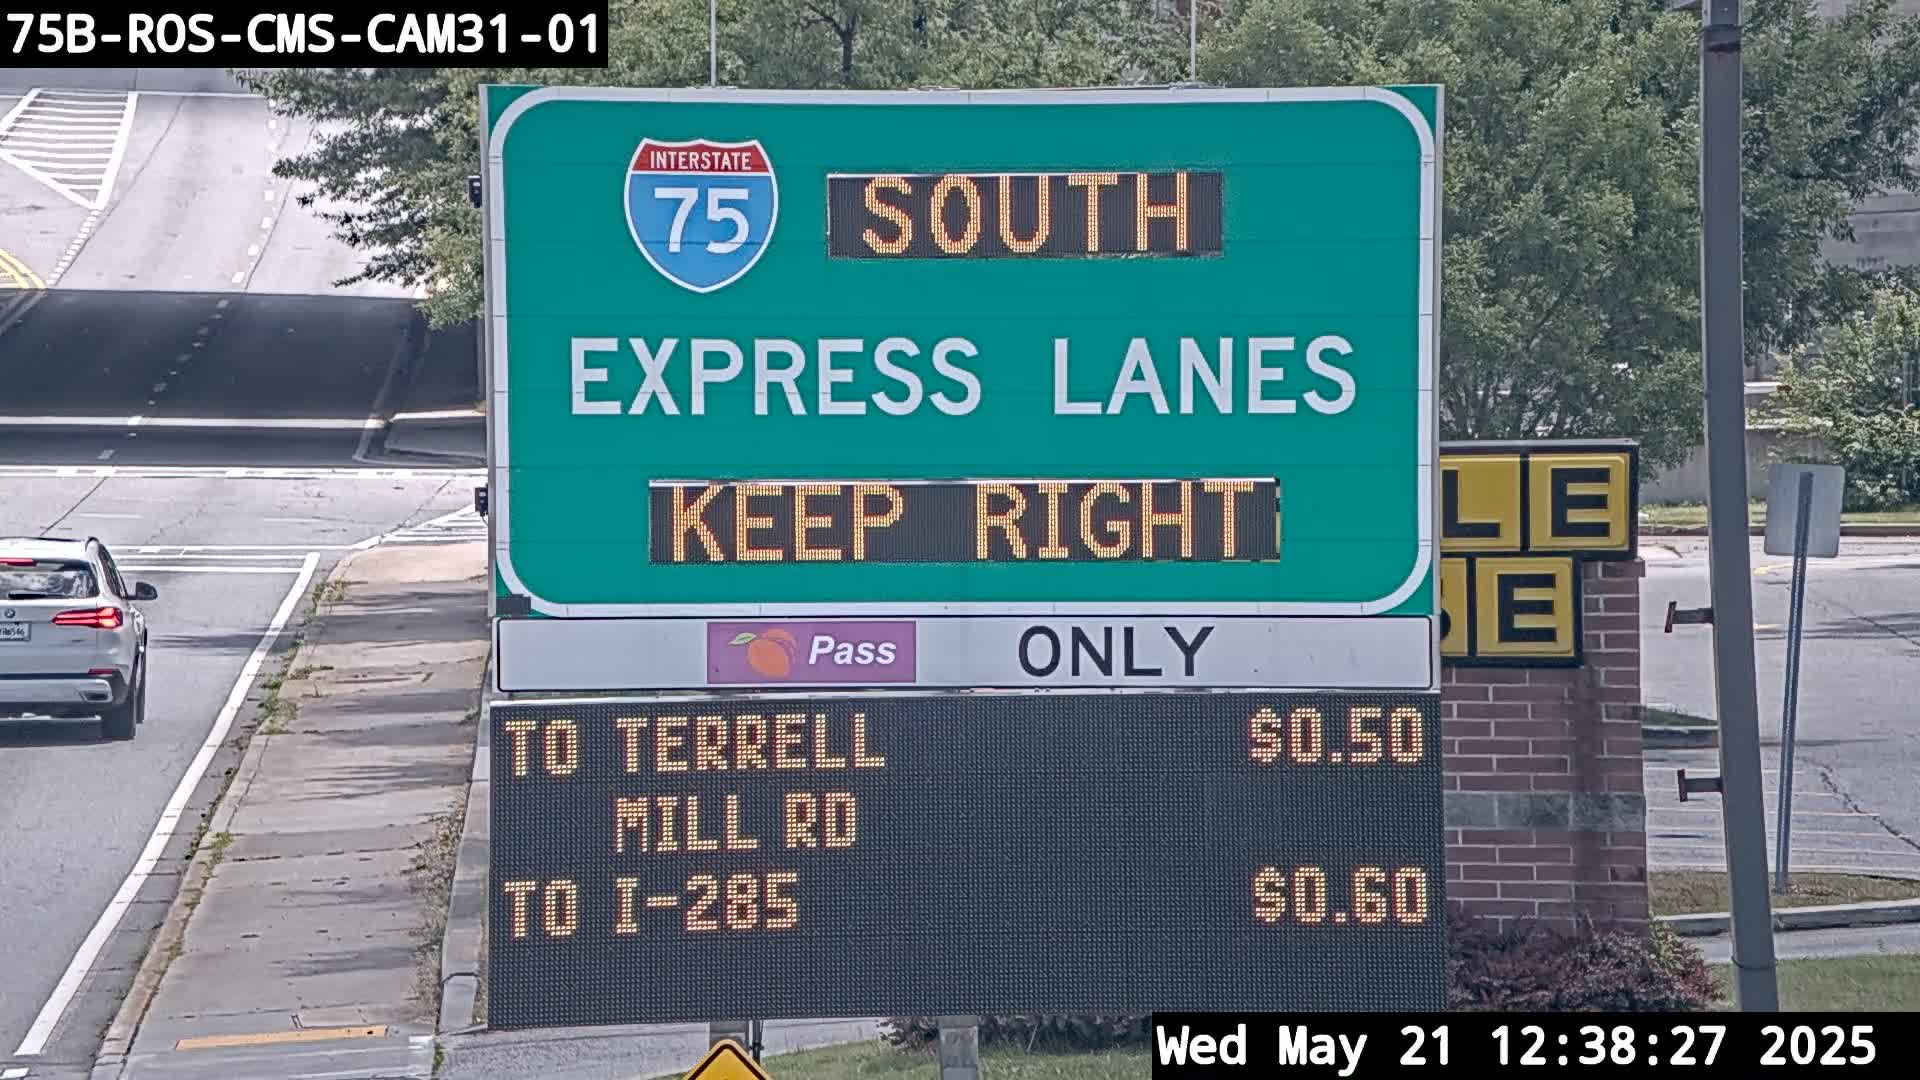 75B-ROS-CMS-CAM31-01
INTERSTATE
75
SOUTH
EXPRESS LANES
KEEP RIGHT
Pass ONLY
TO TERRELL $0.50
MILL RD
TO I-285 $0.60
LE
E
Wed May 21 12:38:27 2025